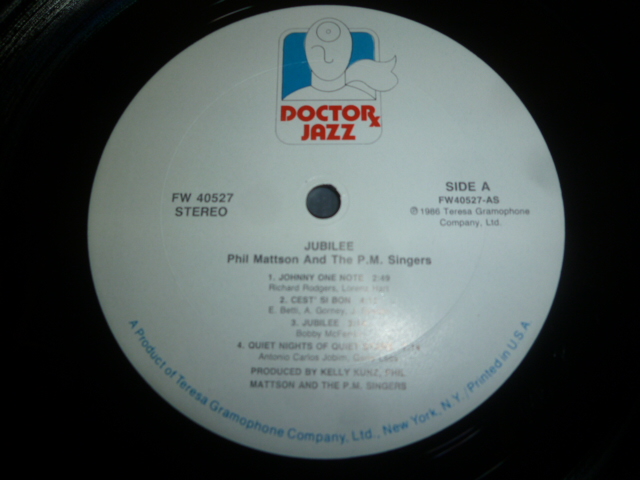 DOCTOR
JAZZ
FW 40527
STEREO
SIDE A
FW40527-AS
℗ 1986 Teresa Gramophone
Company, Ltd.
JUBILEE
Phil Mattson And The P.M. Singers
1. JOHNNY ONE NOTE 2:49
Richard Rodgers, Lorenz Hart
2. CEST' SI BON
E. Betti, A. Gorney, J.
3. JUBILEE
Bobby
4. QUIET NIGHTS OF QUIET
Antonio Carlos Jobim,
PRODUCED BY KELLY KUNZ, PHIL
MATTSON AND THE P.M. SINGERS
A Product of Teresa Gramophone Company, Ltd., New York, N.Y./Printed in U.S.A.